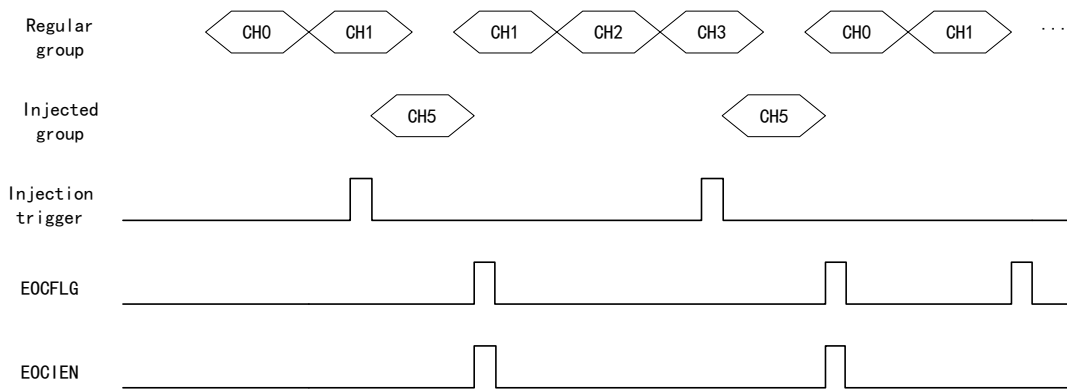 Regular
group
CH0 CH1 CH1 CH2 CH3 CH0 CH1 ...
Injected
group
CH5 CH5
Injection
trigger
EOCFLG
EOCIEN